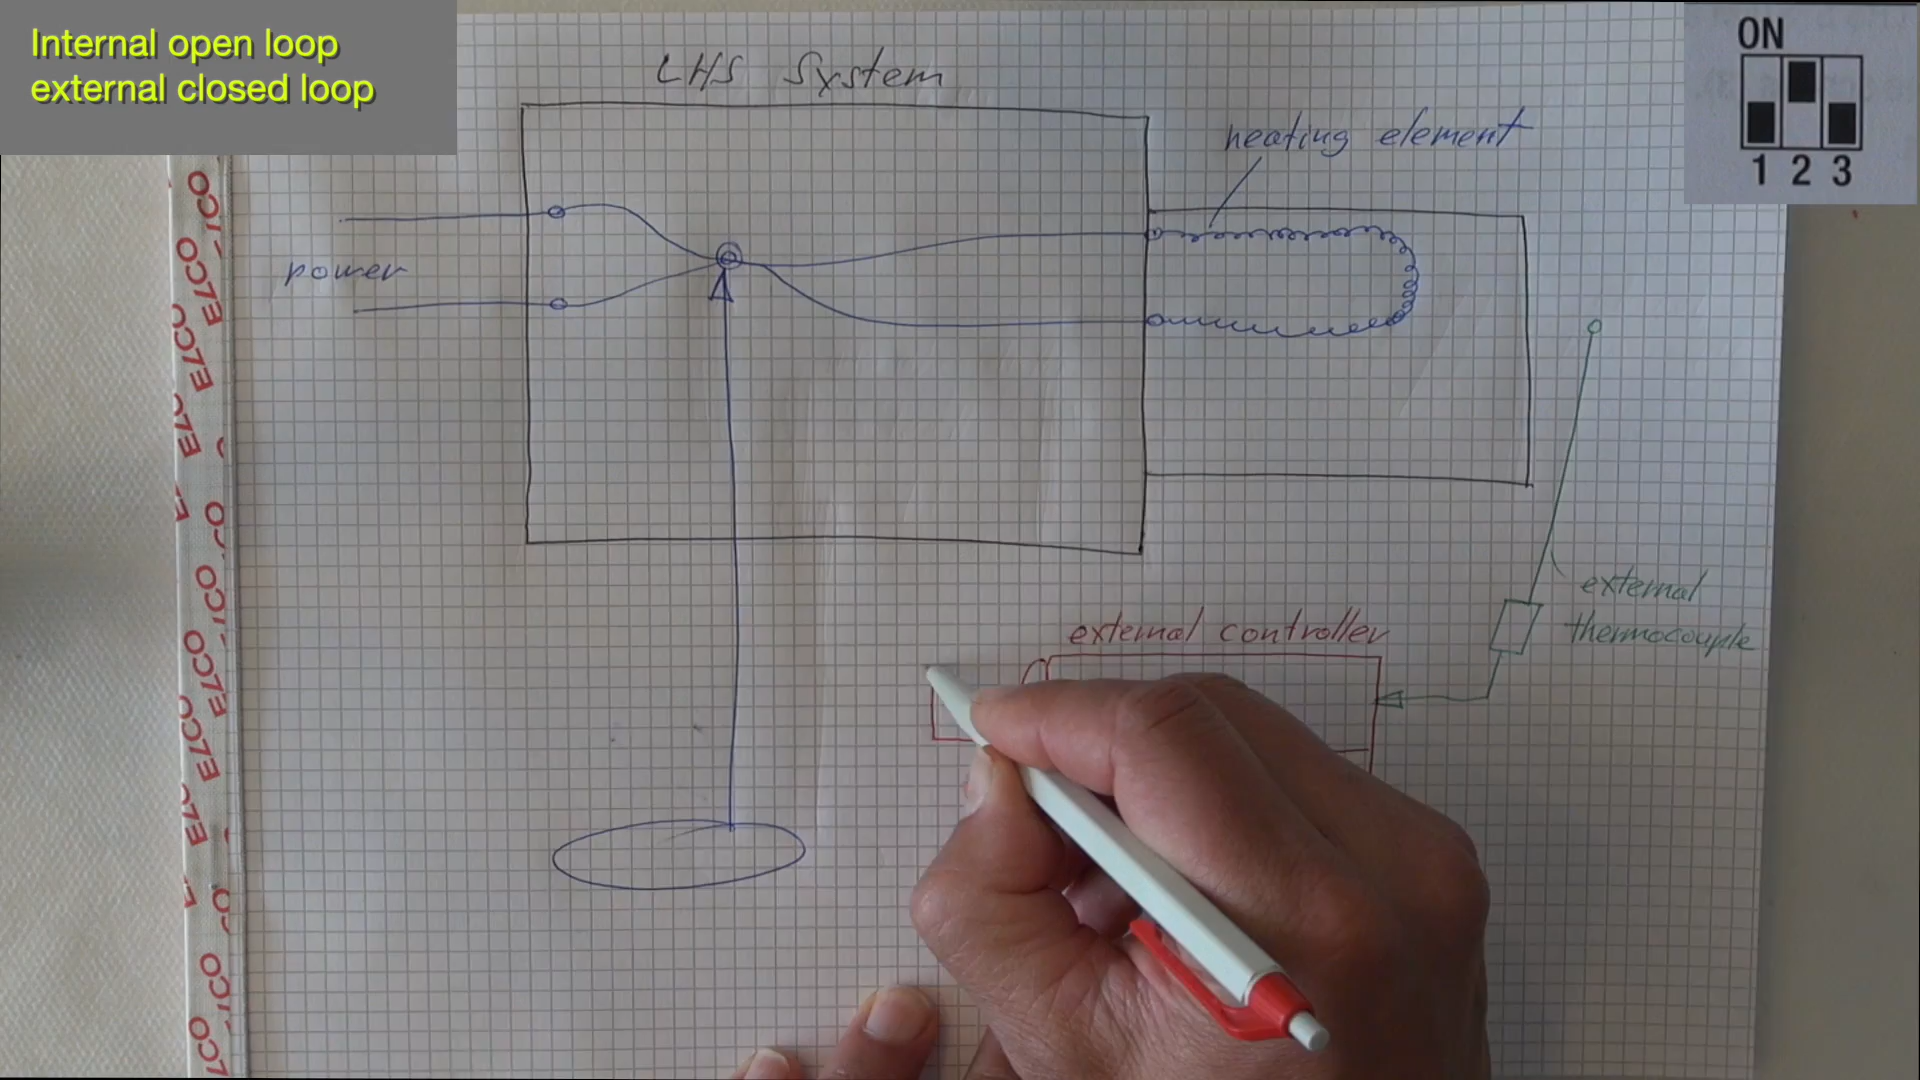 Internal open loop
external closed loop
ON
1 2 3
LHS System
heating element
power
external
thermocouple
external controller
ELCO
ELCO
ELCO
ELCO
ELCO
ELCO